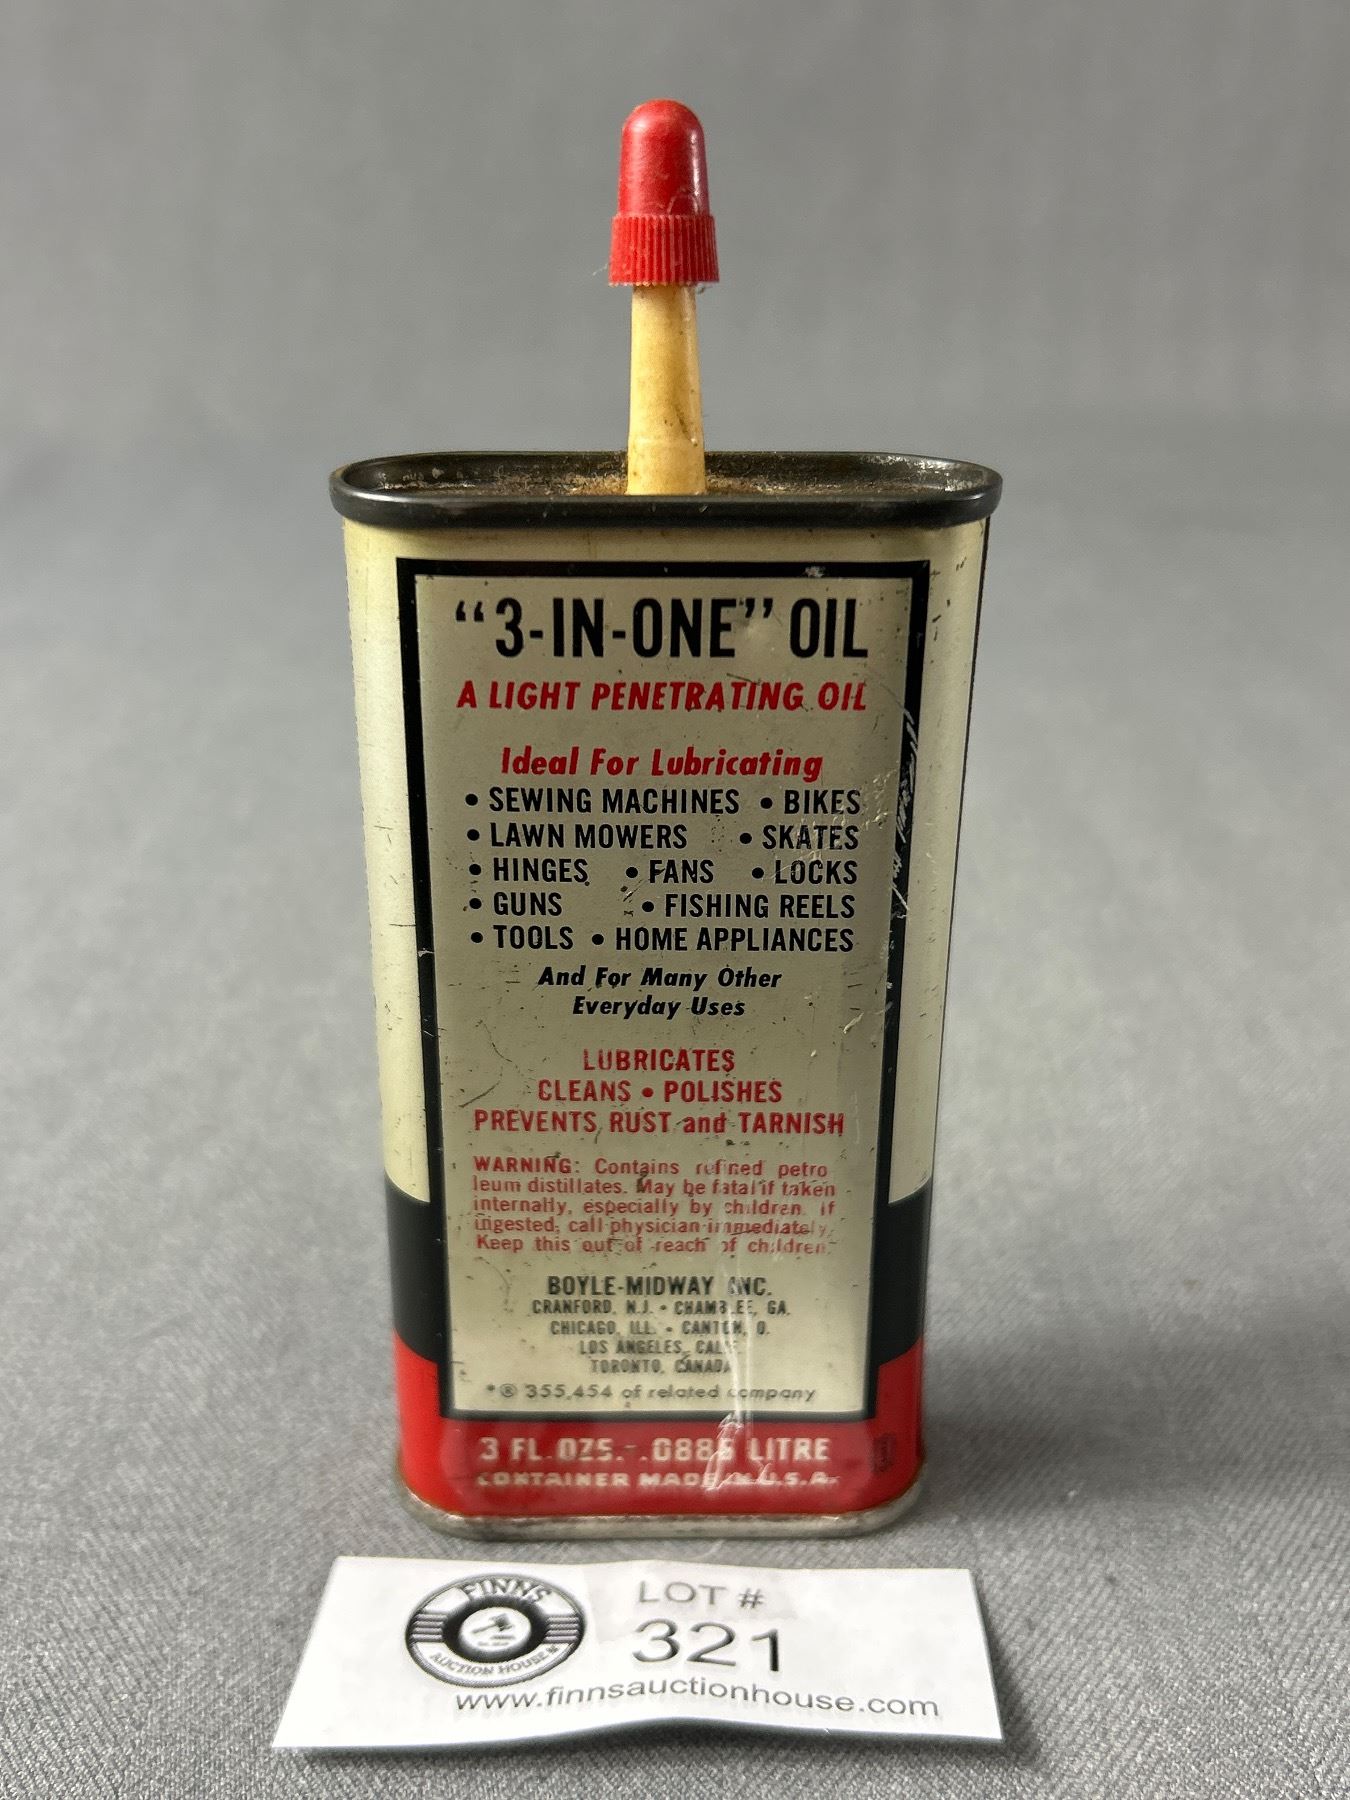 “3-IN-ONE” OIL
A LIGHT PENETRATING OIL
Ideal For Lubricating
• SEWING MACHINES • BIKES
• LAWN MOWERS • SKATES
• HINGES • FANS • LOCKS
• GUNS • FISHING REELS
• TOOLS • HOME APPLIANCES
And For Many Other
Everyday Uses
LUBRICATES
CLEANS • POLISHES
PREVENTS RUST and TARNISH
WARNING: Contains refined petro
leum distillates. May be fatal if taken
internally, especially by children. If
ingested, call physician immediately.
Keep this out of reach of children.
BOYLE-MIDWAY INC.
CRANFORD, N.J. • CHAMBLEE, GA.
CHICAGO, ILL. • CANTON, O.
LOS ANGELES, CALIF.
TORONTO, CANADA
*® 355,454 of related company
3 FL. OZS. - .0885 LITRE
CONTAINER MADE IN U.S.A.
FINNS
AUCTION HOUSE
LOT #
321
www.finnsauctionhouse.com